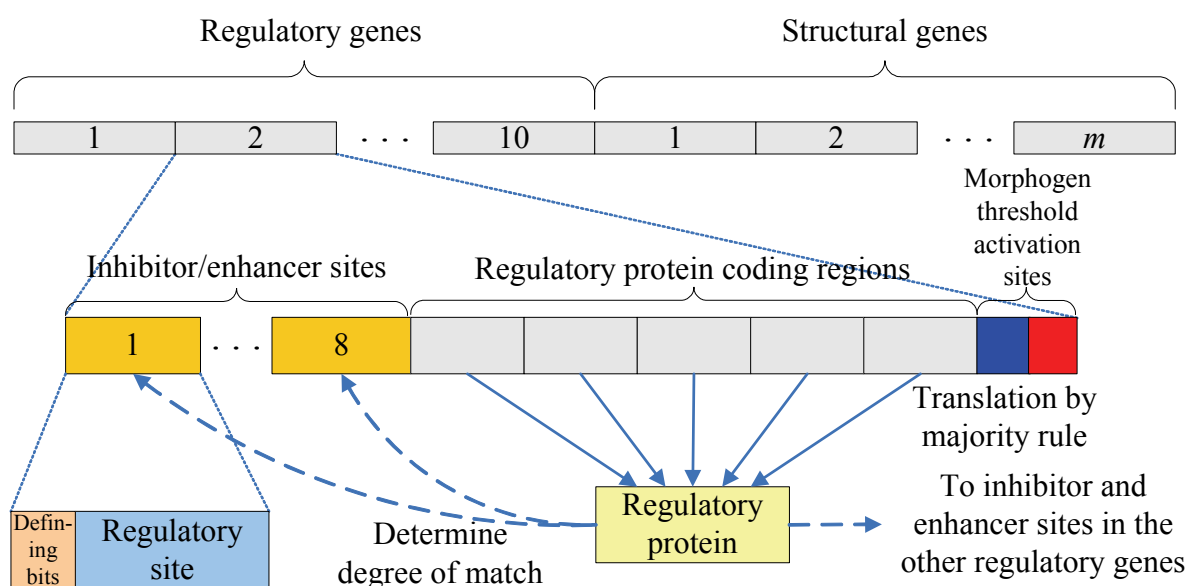 Regulatory genes
Structural genes
1 2 . . . 10 1 2 . . . m
Morphogen
threshold
activation
sites
Inhibitor/enhancer sites
Regulatory protein coding regions
1 . . . 8
Translation by
majority rule
Defin-
ing
bits
Regulatory
site
Determine
degree of match
Regulatory
protein
To inhibitor and
enhancer sites in the
other regulatory genes